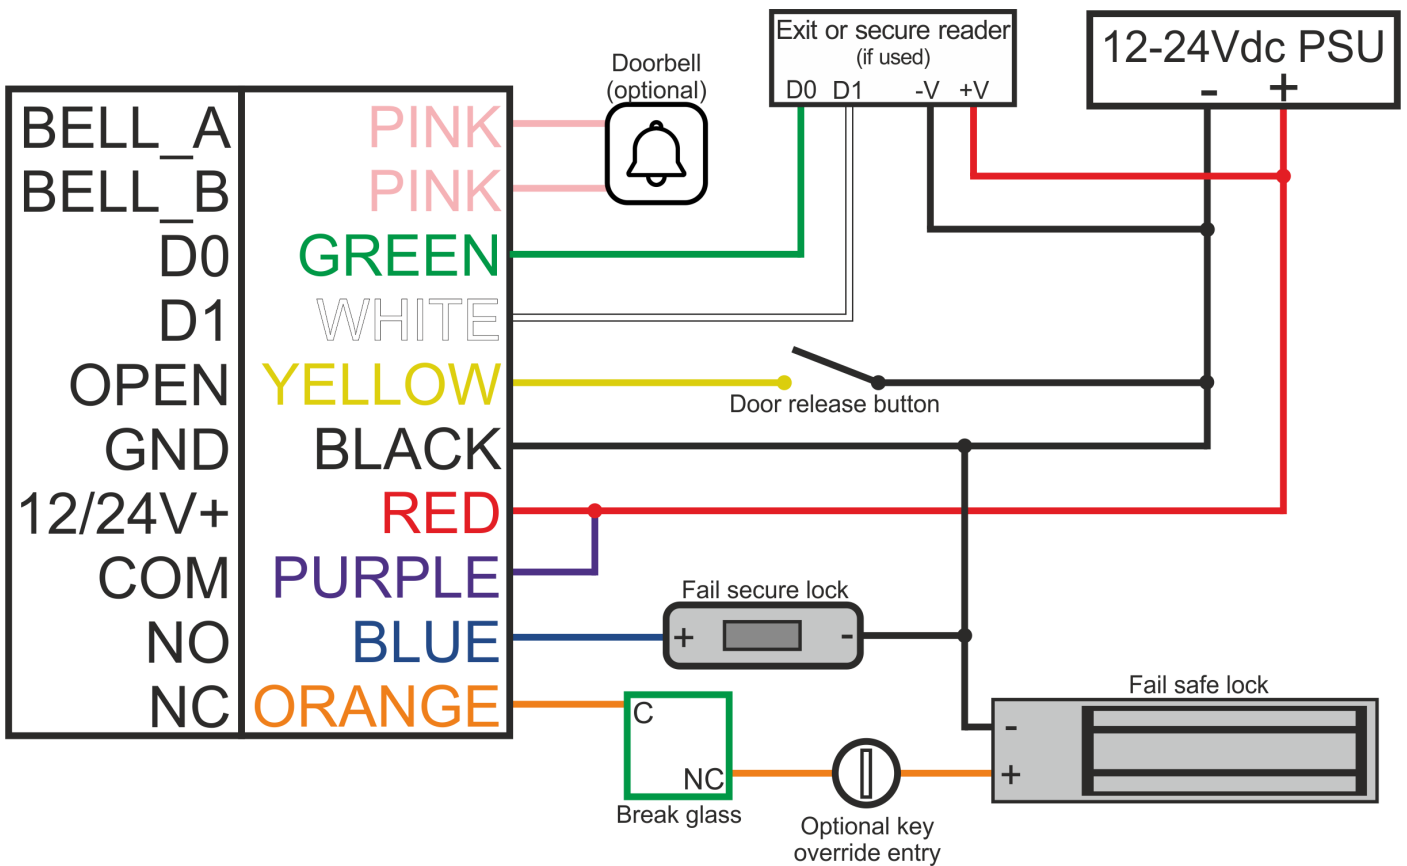 Exit or secure reader
(if used)
D0 D1 -V +V
12-24Vdc PSU
- +
Doorbell
(optional)
BELL_A PINK
BELL_B PINK
D0 GREEN
D1 WHITE
OPEN YELLOW
Door release button
GND BLACK
12/24V+ RED
COM PURPLE
Fail secure lock
NO BLUE
+ -
NC ORANGE
Fail safe lock
C
NC
-
+
Break glass
Optional key
override entry